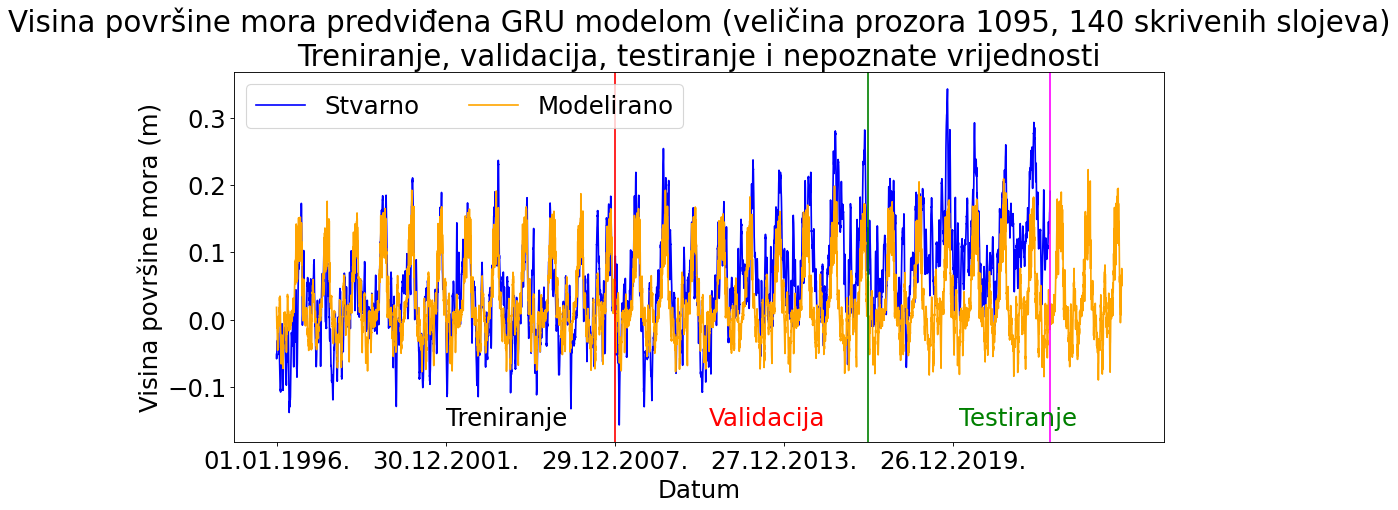 Visina površine mora predviđena GRU modelom (veličina prozora 1095, 140 skrivenih slojeva)
Treniranje, validacija, testiranje i nepoznate vrijednosti
Stvarno Modelirano
Visina površine mora (m)
0.3
0.2
0.1
0.0
−0.1
Treniranje Validacija Testiranje
01.01.1996. 30.12.2001. 29.12.2007. 27.12.2013. 26.12.2019.
Datum